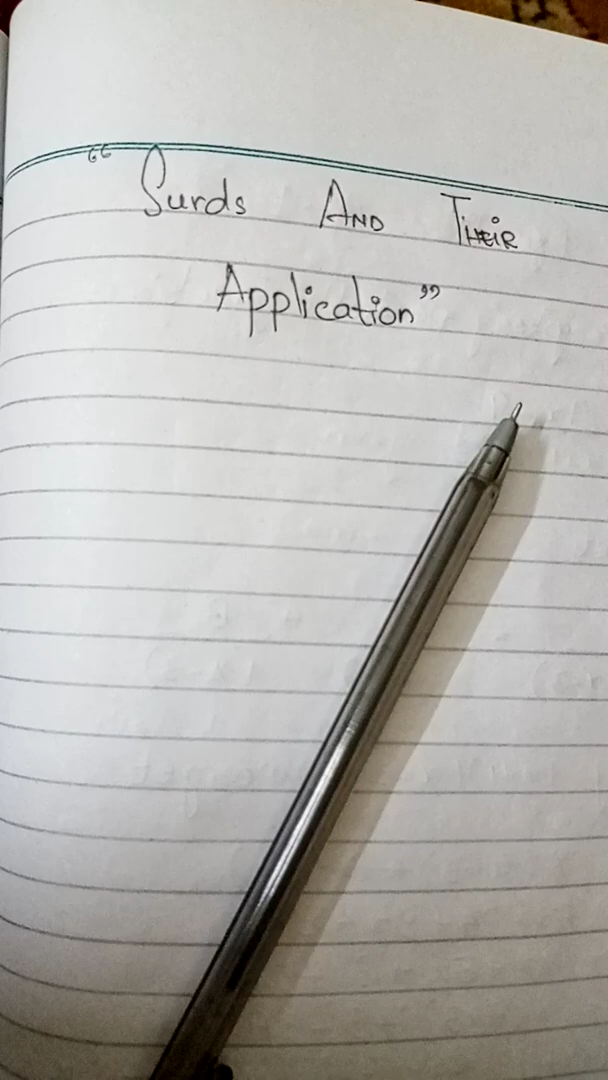 “ Surds AND THEIR
Application ”